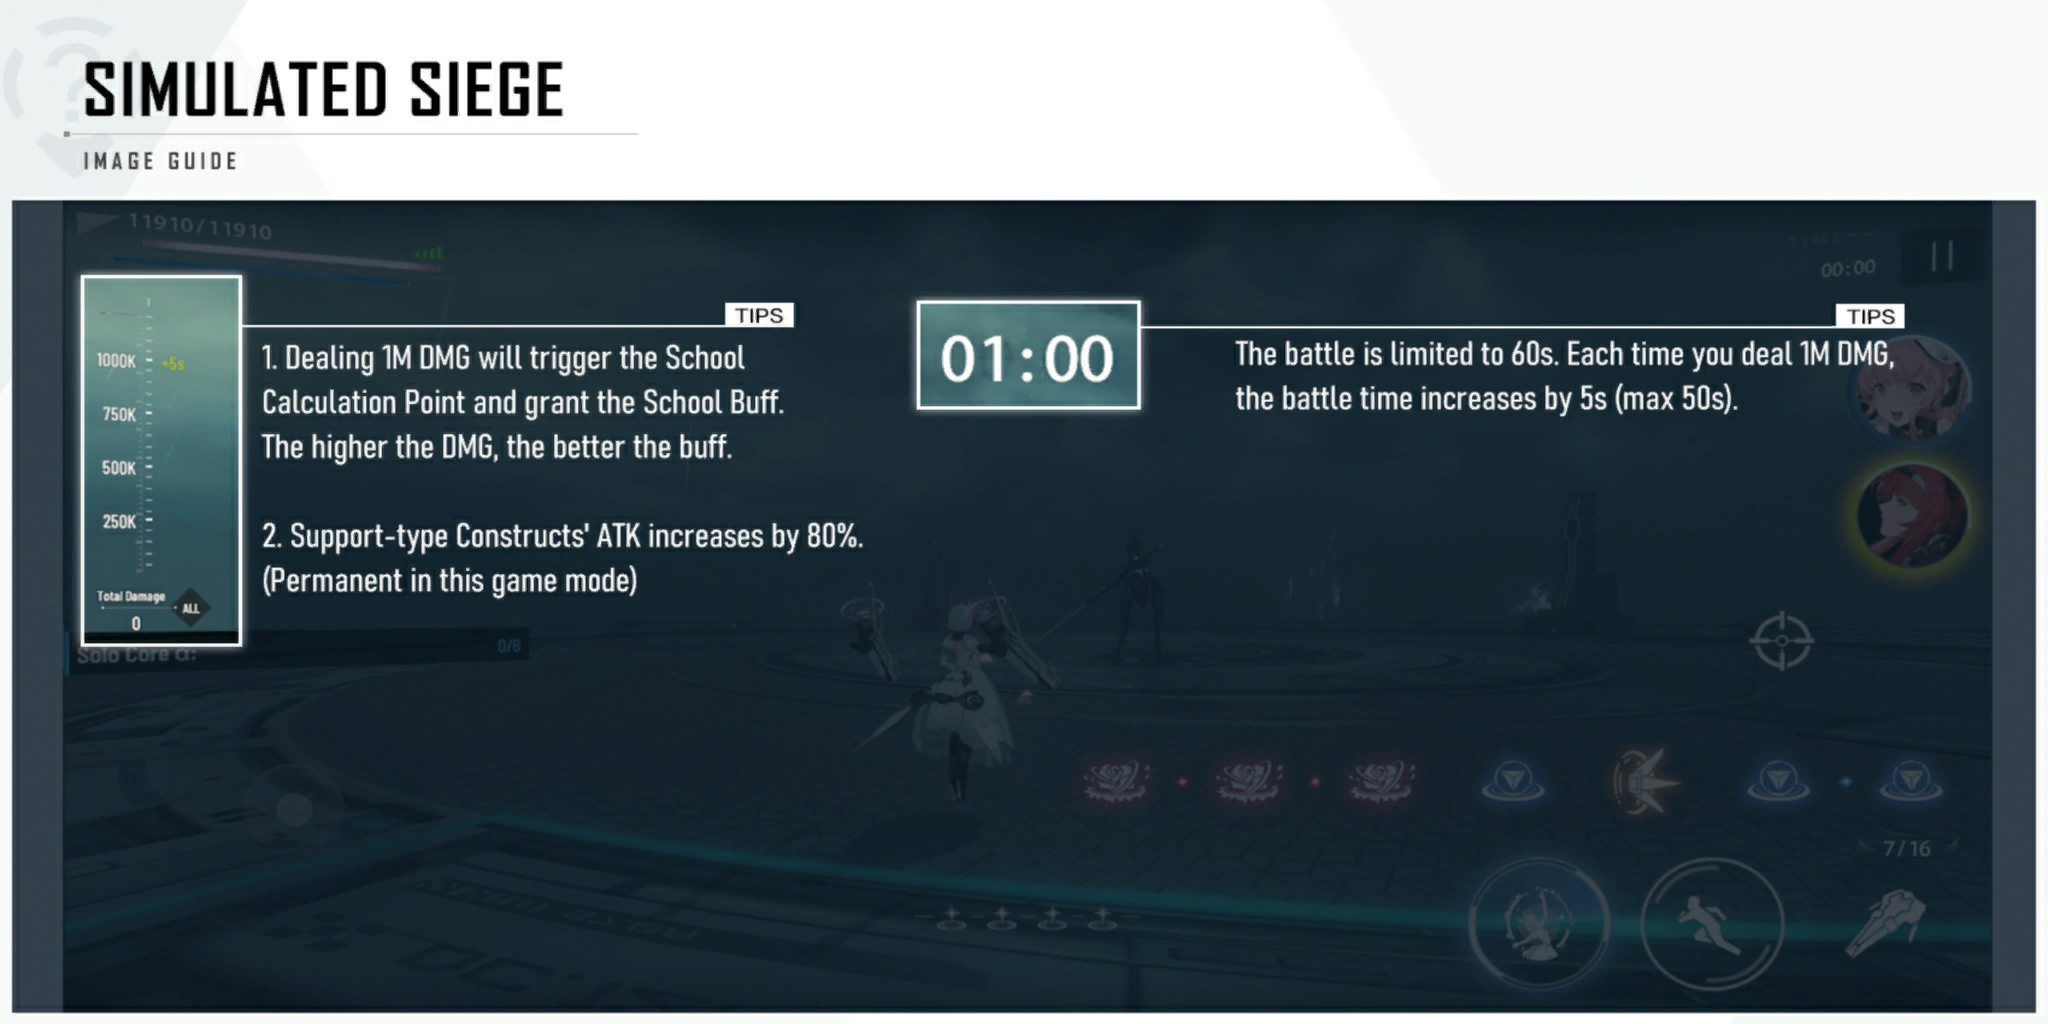 SIMULATED SIEGE
IMAGE GUIDE
11910/11910
00:00
TIPS
1000K
+5s
750K
500K
250K
Total Damage
ALL
0
1. Dealing 1M DMG will trigger the School
Calculation Point and grant the School Buff.
The higher the DMG, the better the buff.
2. Support-type Constructs' ATK increases by 80%.
(Permanent in this game mode)
01:00
TIPS
The battle is limited to 60s. Each time you deal 1M DMG,
the battle time increases by 5s (max 50s).
Solo Core α:
0/6
7/16